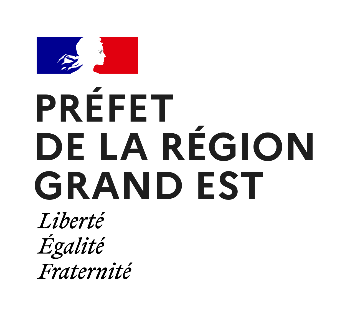 PRÉFET
DE LA RÉGION
GRAND EST
Liberté
Égalité
Fraternité